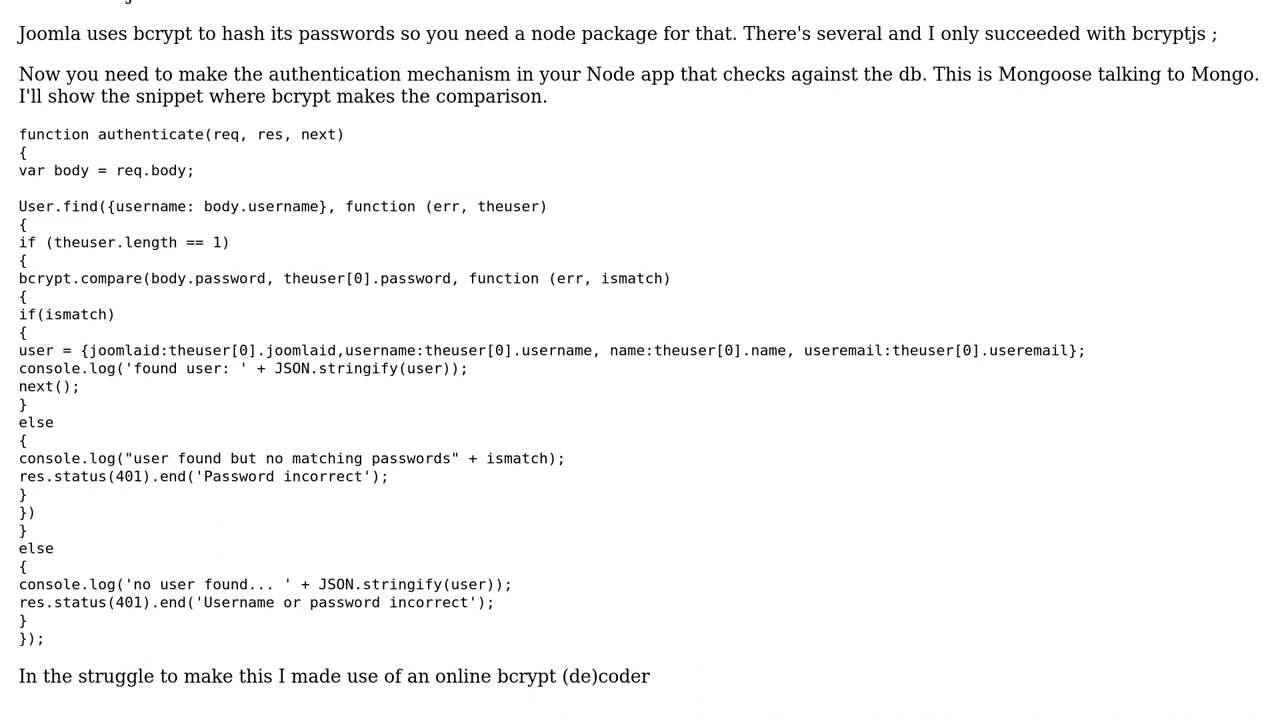 Joomla uses bcrypt to hash its passwords so you need a node package for that. There's several and I only succeeded with bcryptjs ;
Now you need to make the authentication mechanism in your Node app that checks against the db. This is Mongoose talking to Mongo.
I'll show the snippet where bcrypt makes the comparison.
function authenticate(req, res, next)
{
var body = req.body;
User.find({username: body.username}, function (err, theuser)
{
if (theuser.length == 1)
{
bcrypt.compare(body.password, theuser[0].password, function (err, ismatch)
{
if(ismatch)
{
user = {joomlaid:theuser[0].joomlaid,username:theuser[0].username, name:theuser[0].name, useremail:theuser[0].useremail};
console.log('found user: ' + JSON.stringify(user));
next();
}
else
{
console.log("user found but no matching passwords" + ismatch);
res.status(401).end('Password incorrect');
}
})
}
else
{
console.log('no user found... ' + JSON.stringify(user));
res.status(401).end('Username or password incorrect');
}
});
In the struggle to make this I made use of an online bcrypt (de)coder